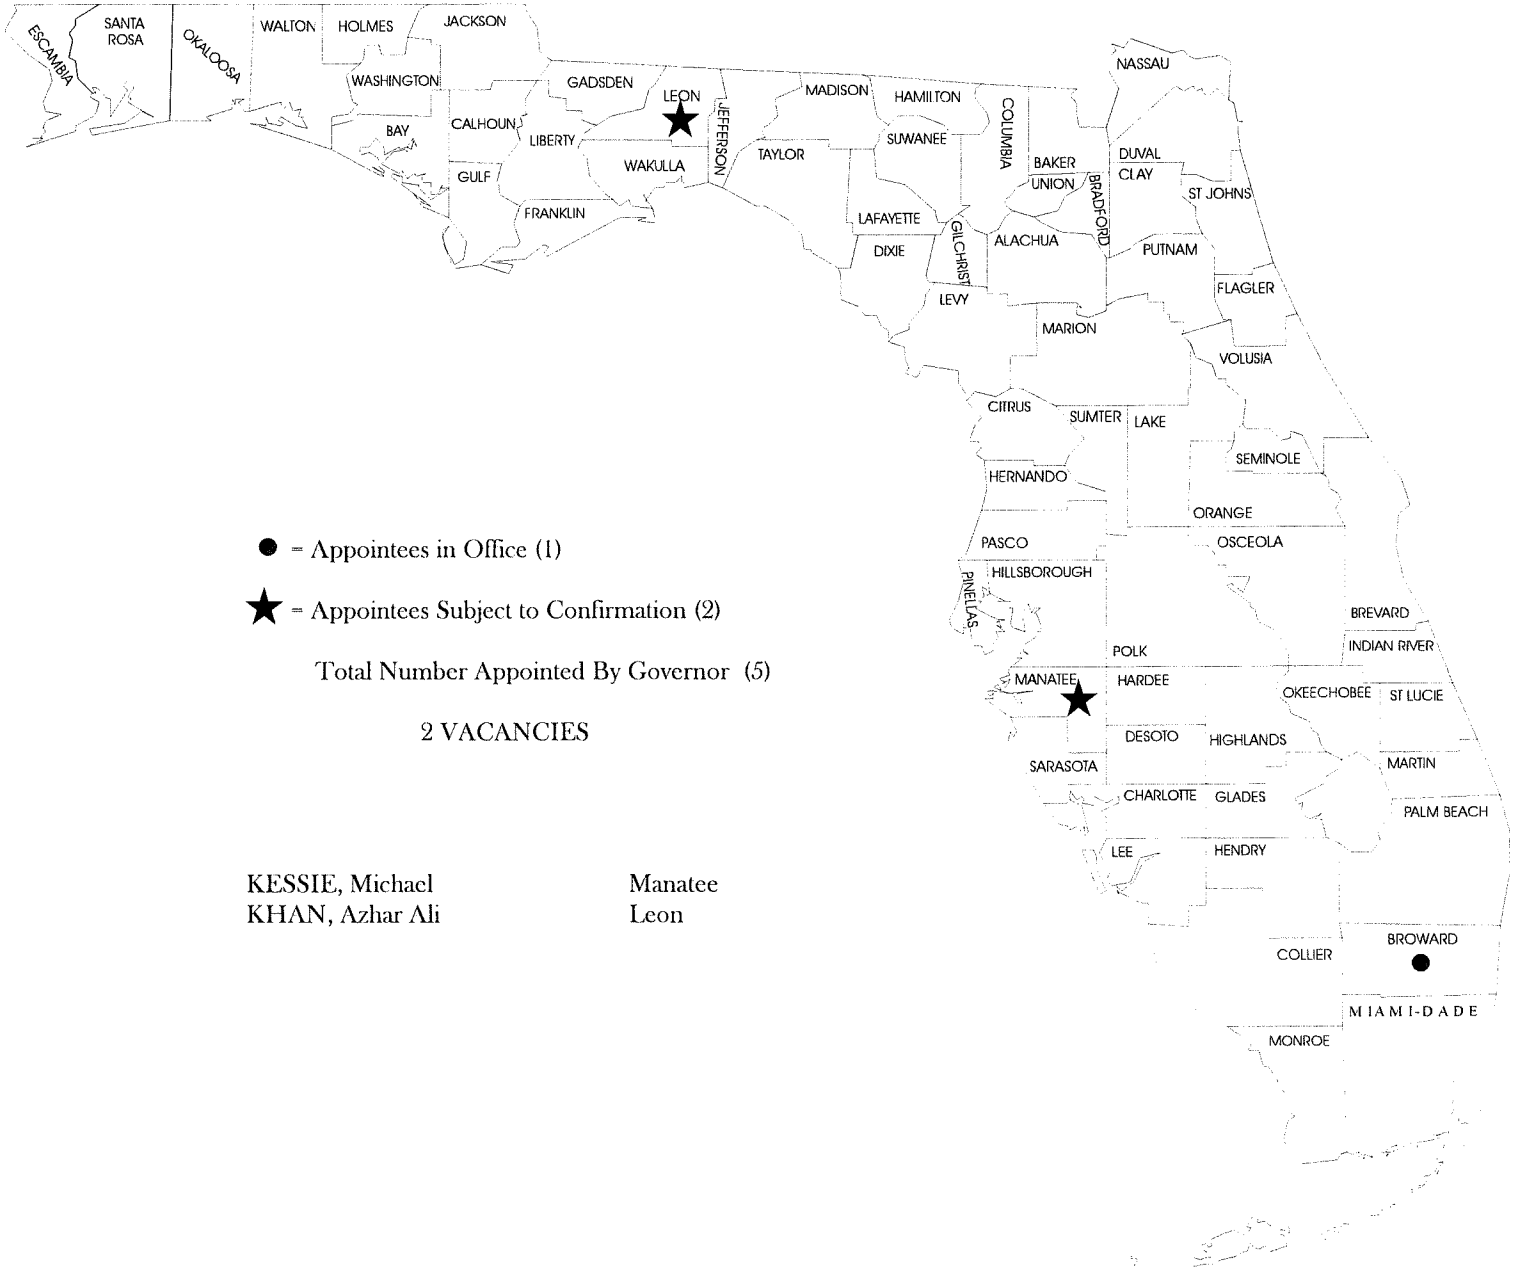 ESCAMBIA
SANTA
ROSA
OKALOOSA
WALTON
HOLMES
JACKSON
WASHINGTON
BAY
CALHOUN
GULF
GADSDEN
LIBERTY
FRANKLIN
LEON
WAKULLA
JEFFERSON
MADISON
TAYLOR
HAMILTON
SUWANEE
LAFAYETTE
DIXIE
COLUMBIA
GILCHRIST
BAKER
UNION
BRADFORD
ALACHUA
LEVY
NASSAU
DUVAL
CLAY
ST JOHNS
PUTNAM
FLAGLER
MARION
VOLUSIA
CITRUS
SUMTER
LAKE
SEMINOLE
HERNANDO
ORANGE
PASCO
OSCEOLA
HILLSBOROUGH
PINELLAS
BREVARD
POLK
INDIAN RIVER
MANATEE
HARDEE
OKEECHOBEE
ST LUCIE
DESOTO
HIGHLANDS
SARASOTA
MARTIN
CHARLOTTE
GLADES
PALM BEACH
LEE
HENDRY
BROWARD
COLLIER
MIAMI-DADE
MONROE
= Appointees in Office (1)
= Appointees Subject to Confirmation (2)
Total Number Appointed By Governor (5)
2 VACANCIES
KESSIE, Michael Manatee
KHAN, Azhar Ali Leon